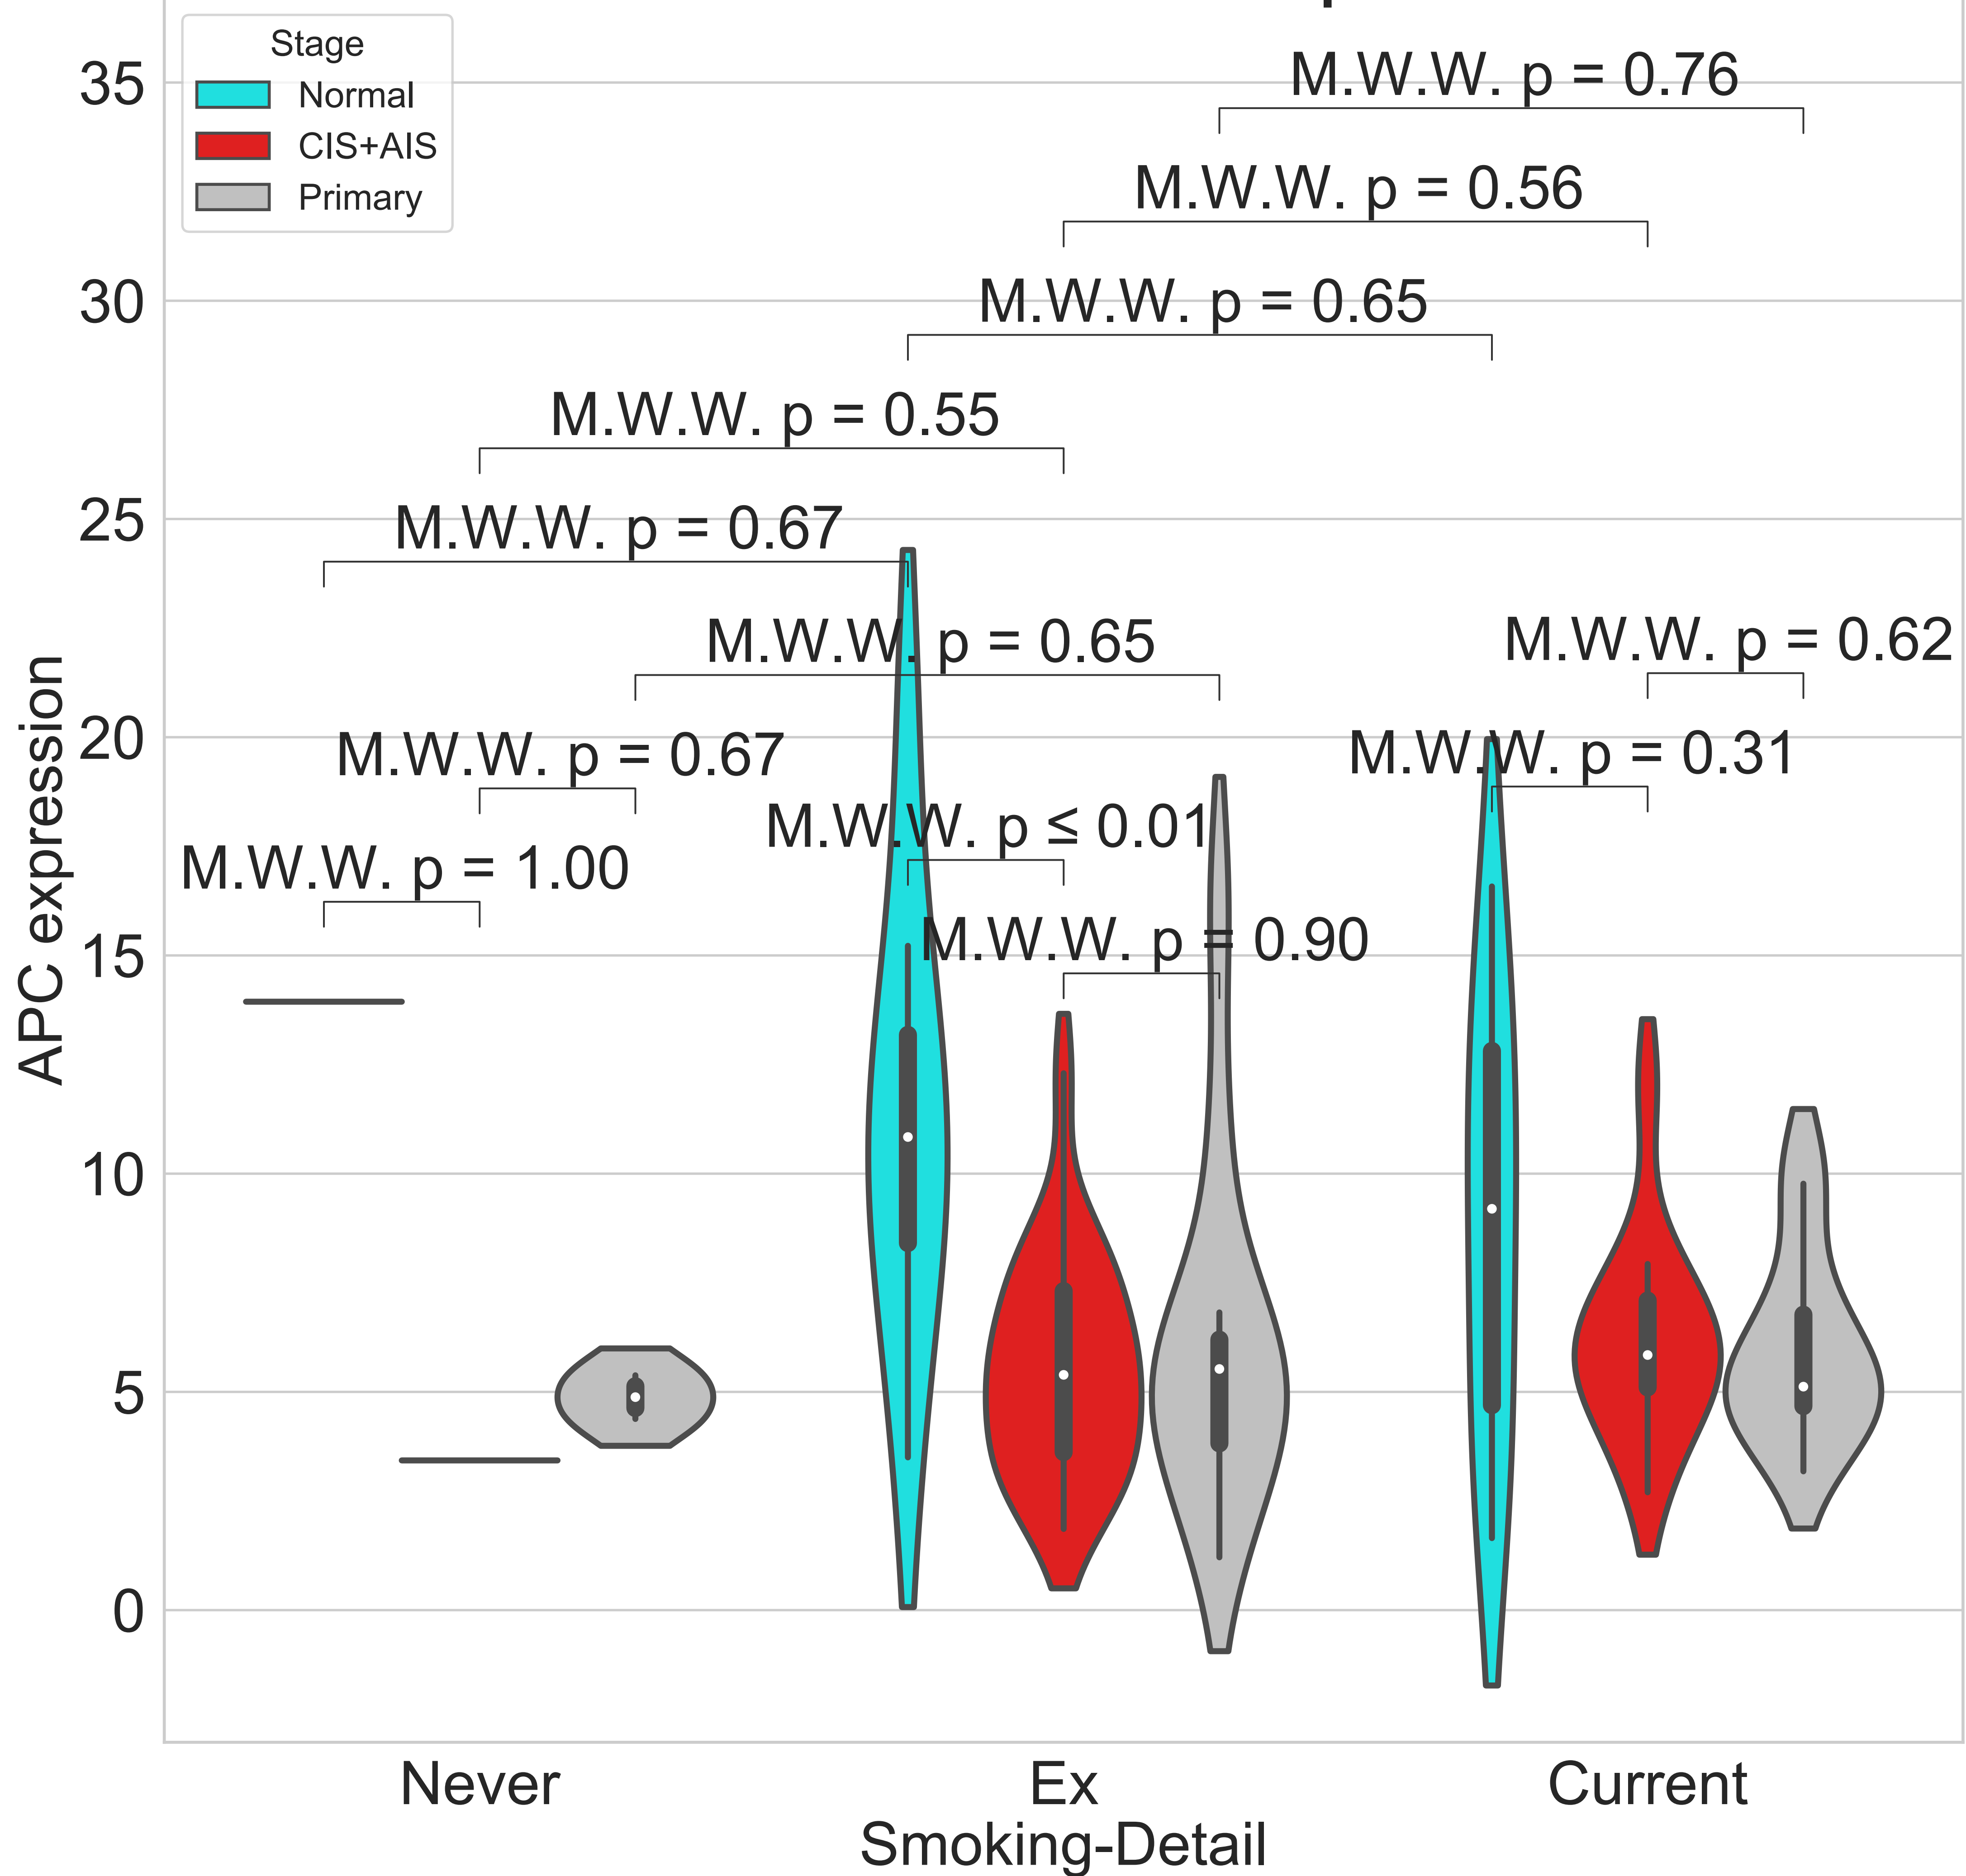 Stage
Normal
CIS+AIS
Primary
M.W.W. p = 0.76
M.W.W. p = 0.56
M.W.W. p = 0.65
M.W.W. p = 0.55
M.W.W. p = 0.67
M.W.W. p = 0.65
M.W.W. p = 0.62
M.W.W. p = 0.67
M.W.W. p = 0.31
M.W.W. p ≤ 0.01
M.W.W. p = 1.00
M.W.W. p = 0.90
35
30
25
20
15
10
5
0
APC expression
Never
Ex
Current
Smoking-Detail